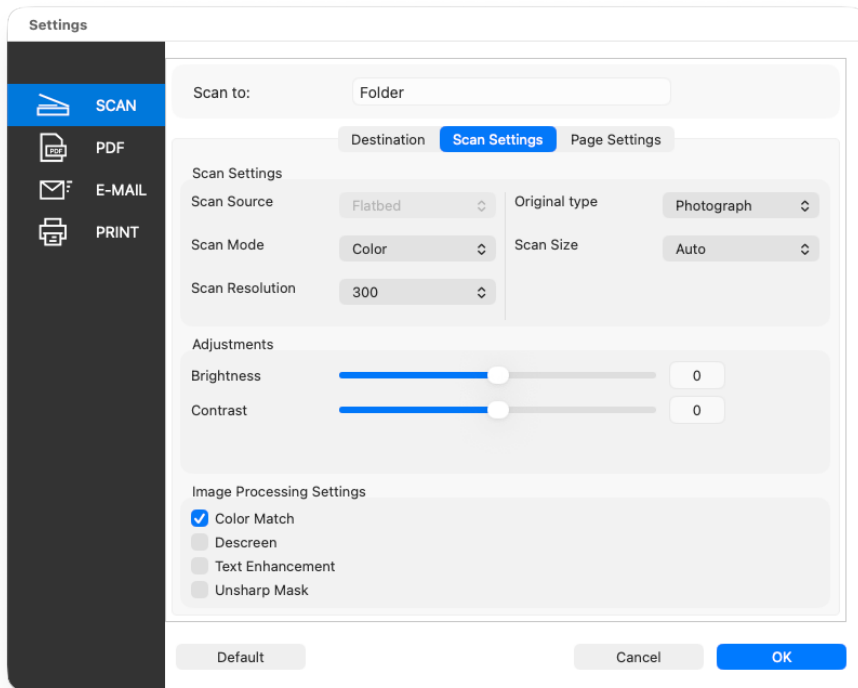 Settings
SCAN
PDF
PDF
E-MAIL
PRINT
Scan to: Folder
Destination Scan Settings Page Settings
Scan Settings
Scan Source Flatbed Original type Photograph
Scan Mode Color Scan Size Auto
Scan Resolution 300
Adjustments
Brightness 0
Contrast 0
Image Processing Settings
Color Match
Descreen
Text Enhancement
Unsharp Mask
Default Cancel OK